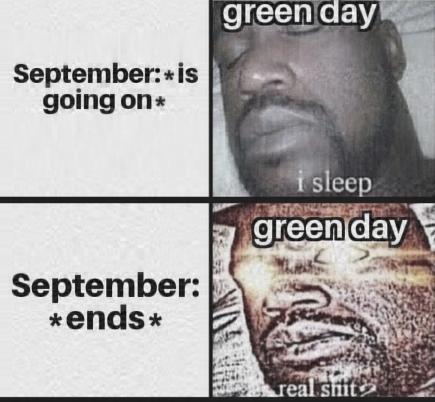 green day
September:*is
going on*
i sleep
green day
September:
*ends*
real shit?